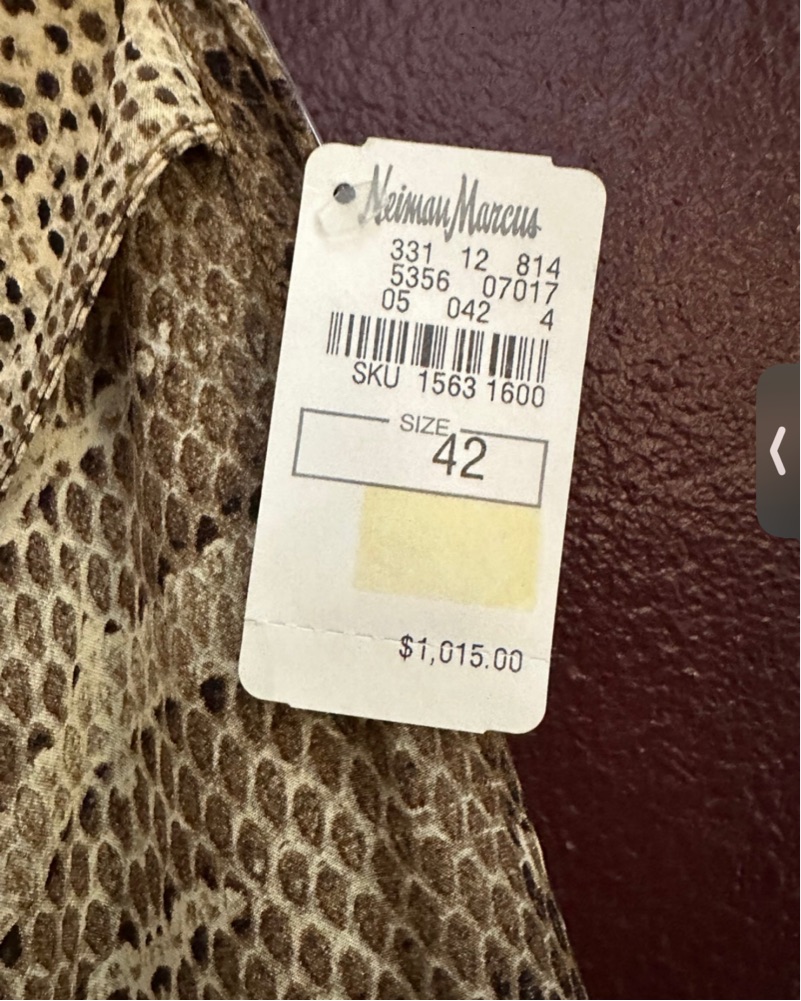 Neiman Marcus
331 12 814
5356 07017
05 042 4
SKU 1563 1600
SIZE
42
$1,015.00